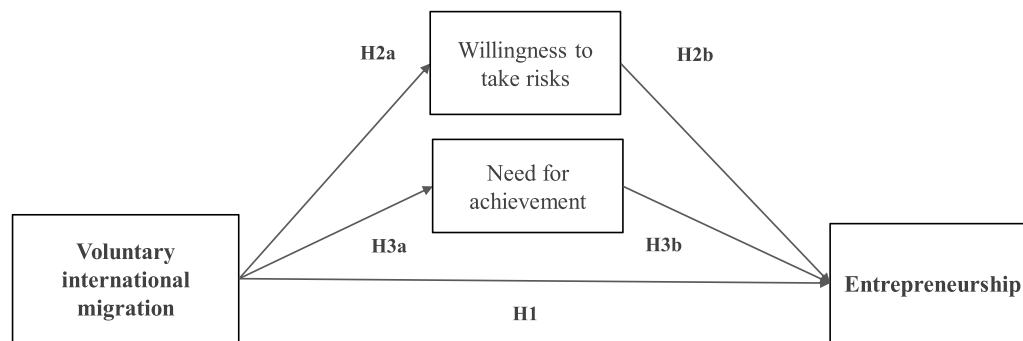 H2a
Willingness to
take risks
H2b
Need for
achievement
H3a
H3b
Voluntary
international
migration
Entrepreneurship
H1